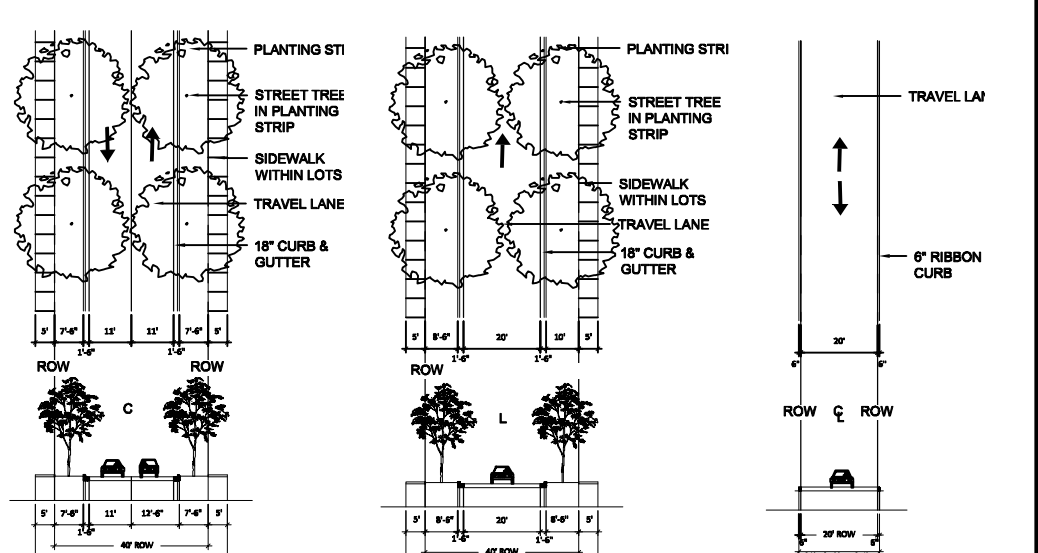 PLANTING STRI
STREET TREE
IN PLANTING
STRIP
SIDEWALK
WITHIN LOTS
TRAVEL LANE
18" CURB &
GUTTER
5' 7'-6" 11' 11' 7'-6" 5'
1'-6" 1'-6"
ROW ROW
C
5' 7'-6" 11' 12'-6" 7'-6" 5'
1'-6"
40' ROW
PLANTING STRI
STREET TREE
IN PLANTING
STRIP
SIDEWALK
WITHIN LOTS
TRAVEL LANE
18" CURB &
GUTTER
5' 8'-6" 20' 10' 5'
1'-6" 1'-6"
ROW
L
5' 8'-6" 20' 8'-6" 5'
1'-6" 1'-6"
40' ROW
TRAVEL LAN
6" RIBBON
CURB
20'
6" 6"
ROW CL ROW
20' ROW
6" 6"